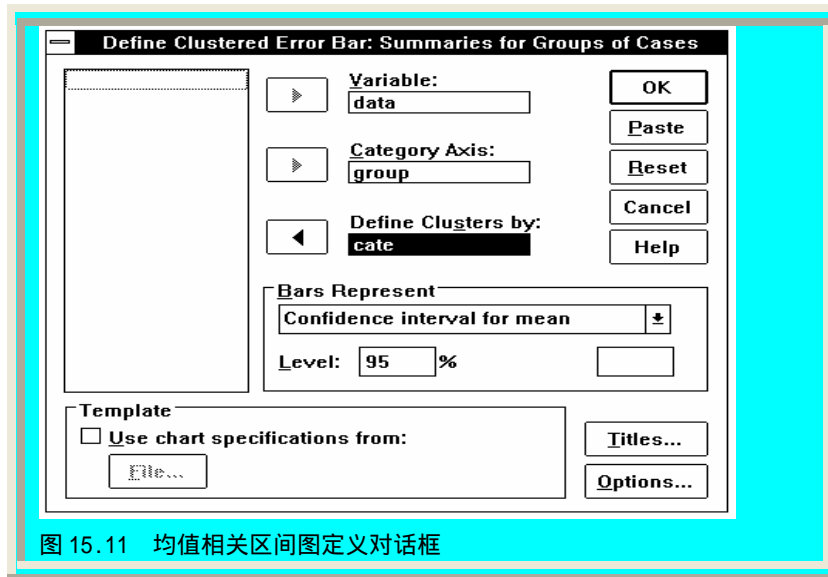 Define Clustered Error Bar: Summaries for Groups of Cases
Variable:
data
Category Axis:
group
Define Clusters by:
cate
OK
Paste
Reset
Cancel
Help
Bars Represent
Confidence interval for mean
Level: 95 %
Template
Use chart specifications from:
File...
Titles...
Options...
图 15.11 均值相关区间图定义对话框